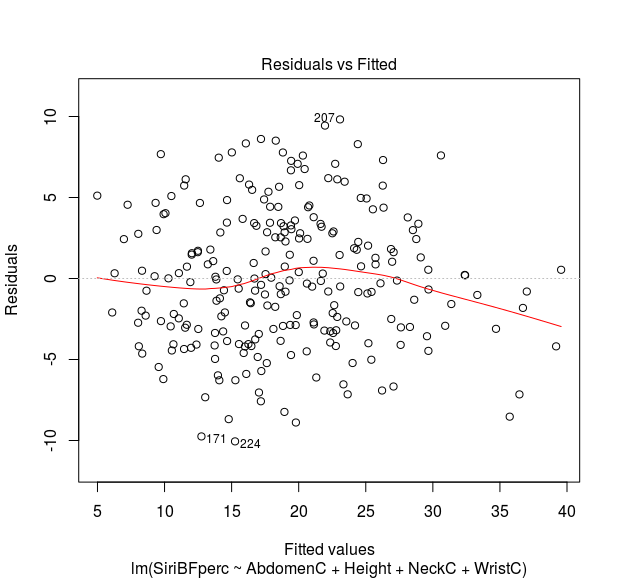 Residuals vs Fitted
Residuals
10
5
0
-5
-10
207
171
224
5 10 15 20 25 30 35 40
Fitted values
lm(SiriBFperc ~ AbdomenC + Height + NeckC + WristC)